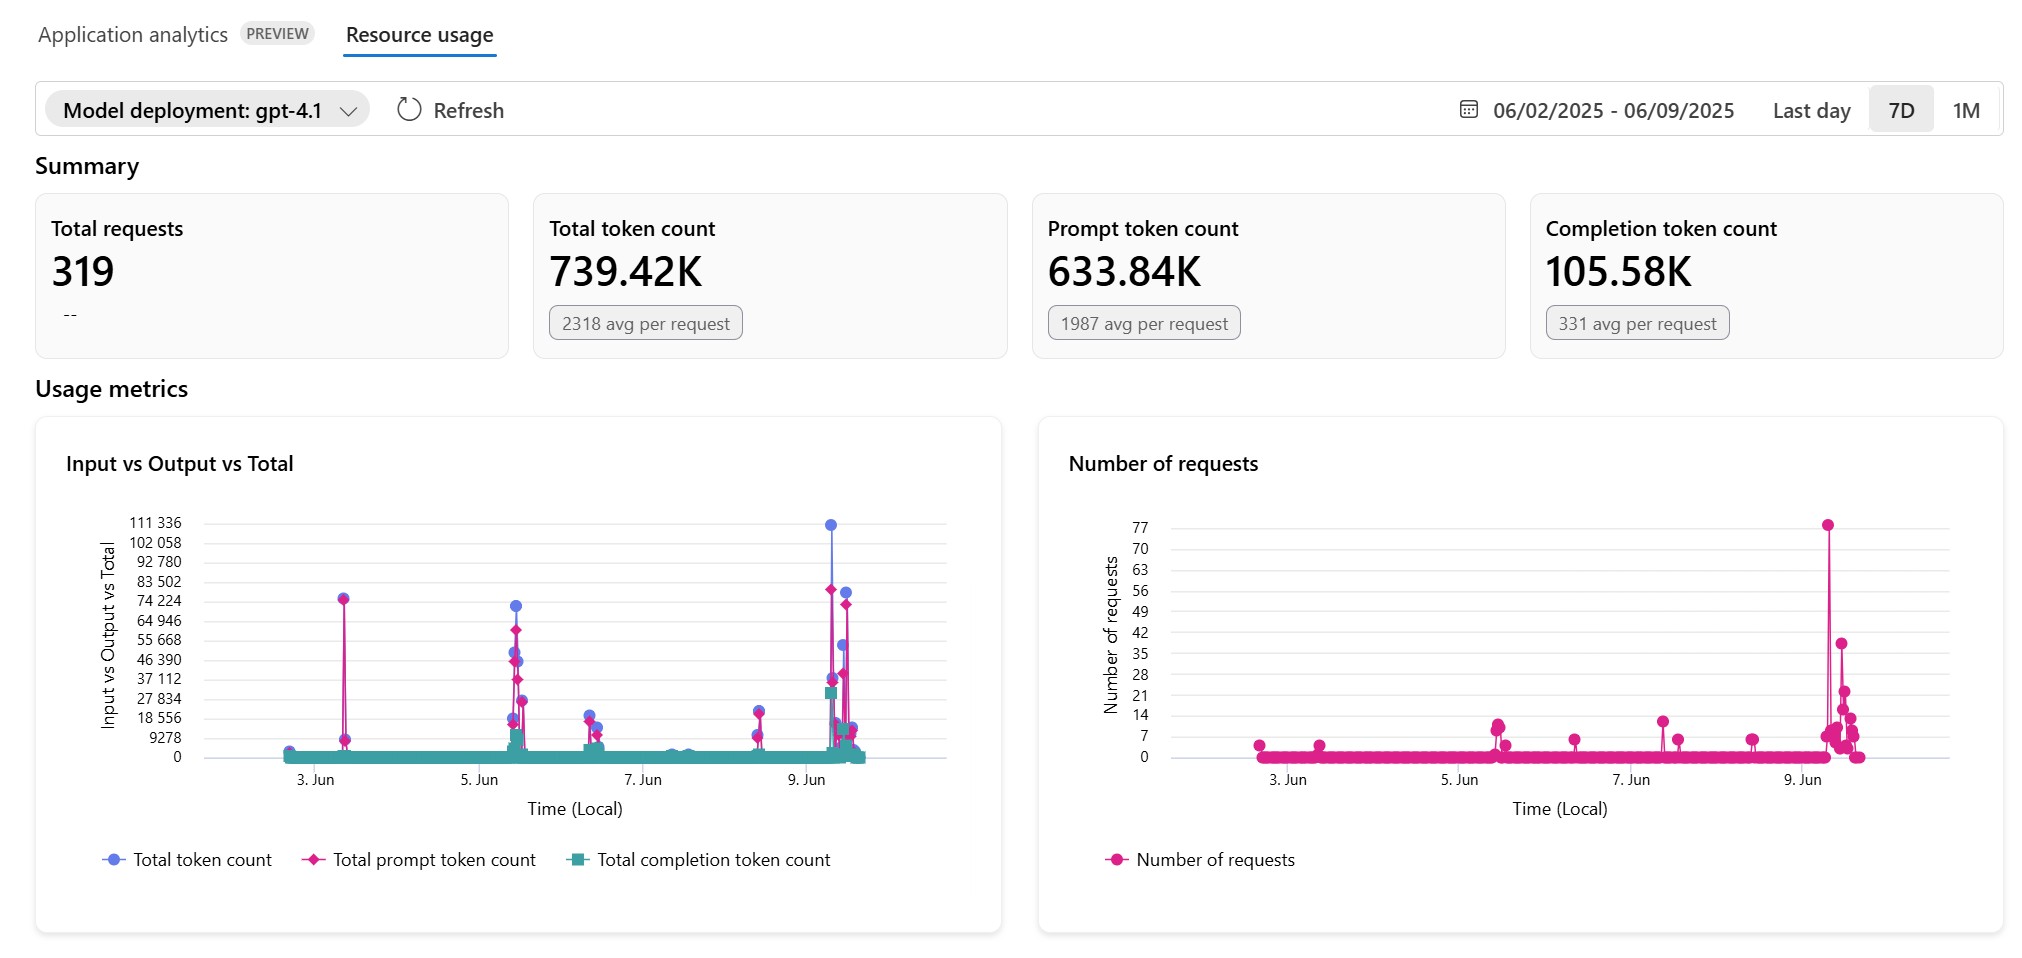 Application analytics PREVIEW Resource usage
Model deployment: gpt-4.1 Refresh 06/02/2025 - 06/09/2025 Last day 7D 1M
Summary
Total requests
319
--
Total token count
739.42K
2318 avg per request
Prompt token count
633.84K
1987 avg per request
Completion token count
105.58K
331 avg per request
Usage metrics
Input vs Output vs Total
Input vs Output vs Total
111 336
102 058
92 780
83 502
74 224
64 946
55 668
46 390
37 112
27 834
18 556
9278
0
3. Jun 5. Jun 7. Jun 9. Jun
Time (Local)
Total token count Total prompt token count Total completion token count
Number of requests
Number of requests
77
70
63
56
49
42
35
28
21
14
7
0
3. Jun 5. Jun 7. Jun 9. Jun
Time (Local)
Number of requests